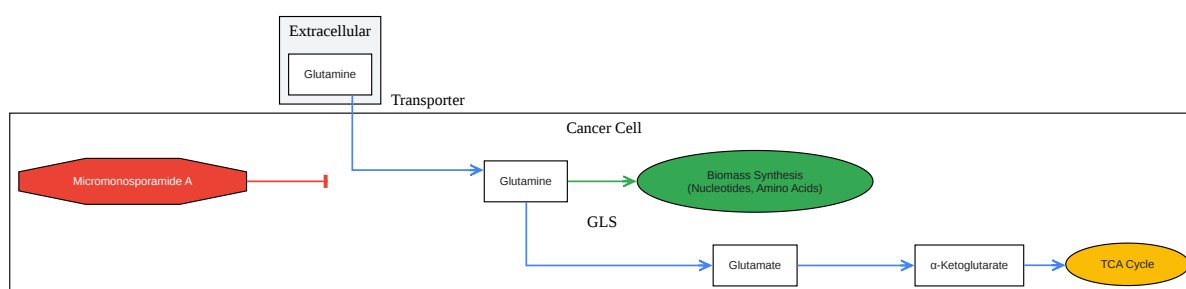 Extracellular
Glutamine
Transporter
Cancer Cell
Micromonosporamide A
Glutamine
Biomass Synthesis
(Nucleotides, Amino Acids)
GLS
Glutamate
α-Ketoglutarate
TCA Cycle